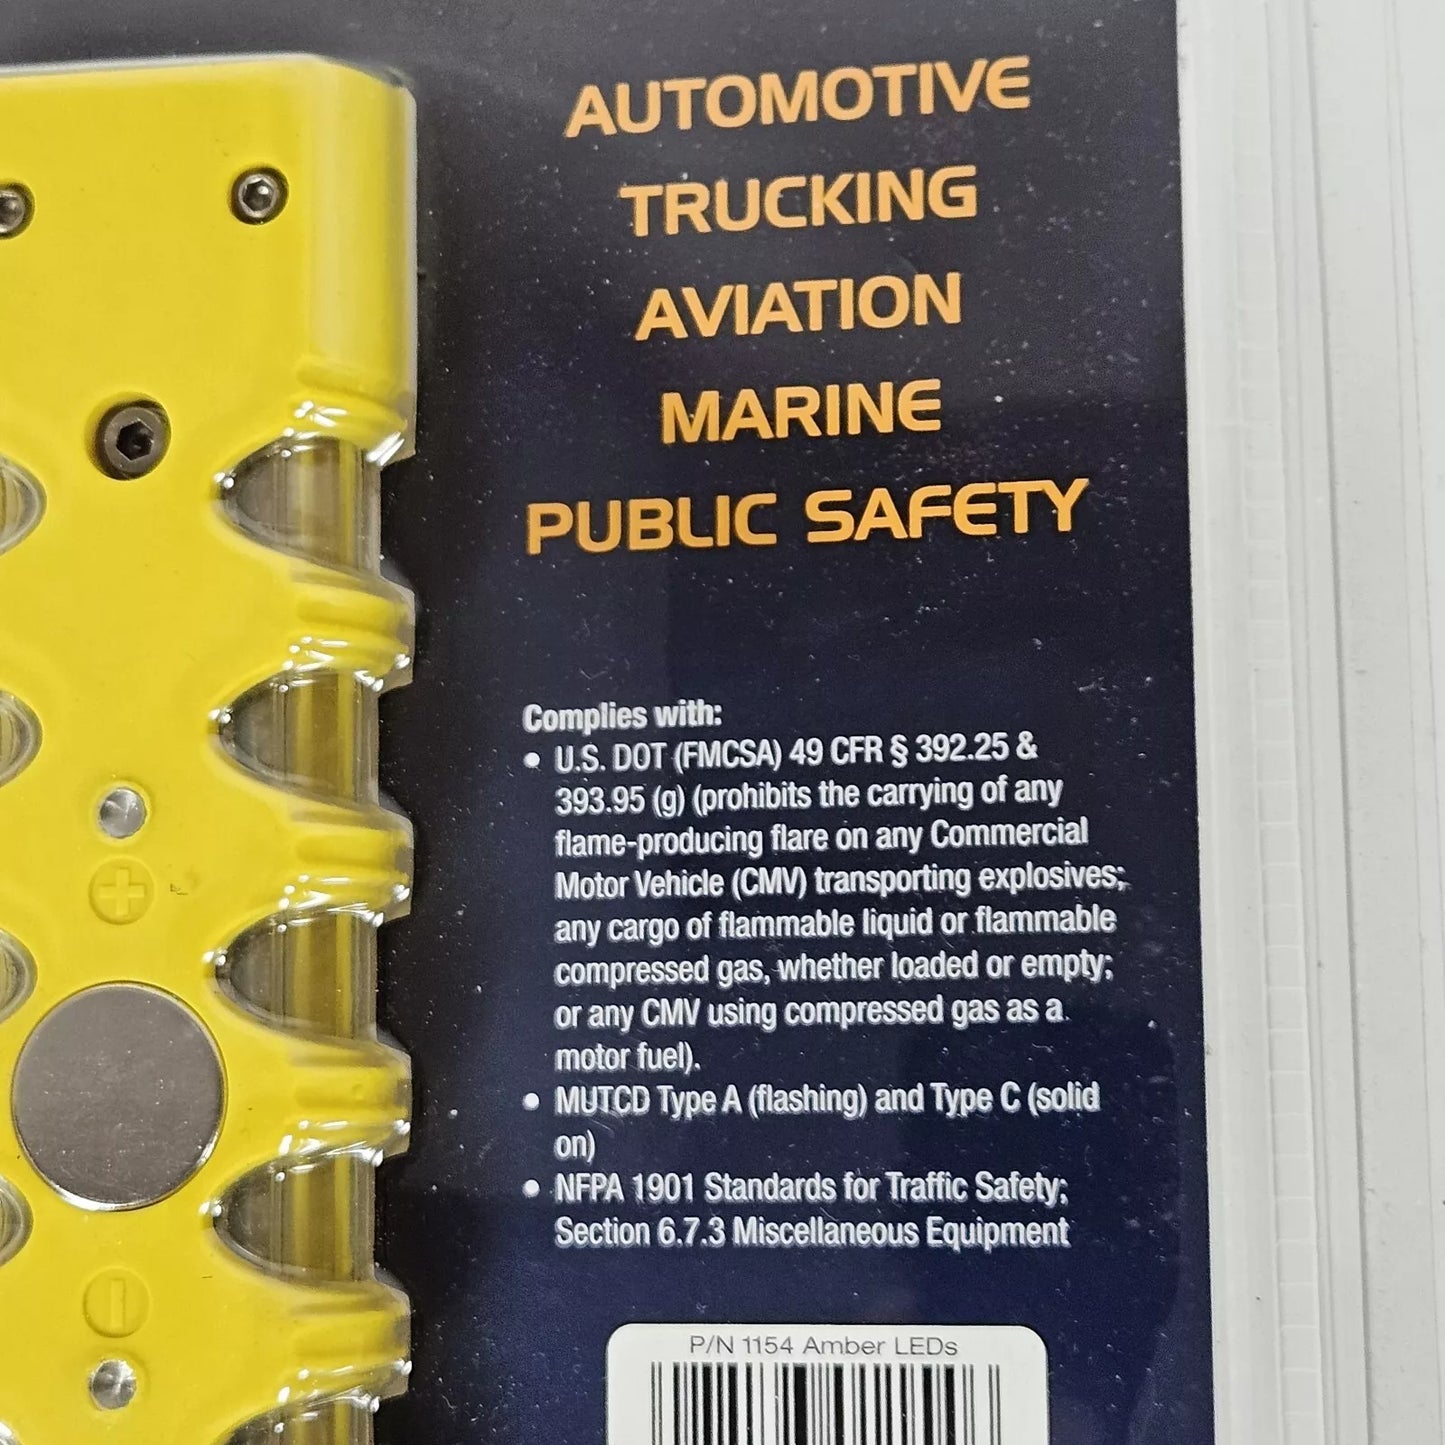 AUTOMOTIVE
TRUCKING
AVIATION
MARINE
PUBLIC SAFETY
Complies with:
• U.S. DOT (FMCSA) 49 CFR § 392.25 &
393.95 (g) (prohibits the carrying of any
flame-producing flare on any Commercial
Motor Vehicle (CMV) transporting explosives;
any cargo of flammable liquid or flammable
compressed gas, whether loaded or empty;
or any CMV using compressed gas as a
motor fuel).
• MUTCD Type A (flashing) and Type C (solid
on)
• NFPA 1901 Standards for Traffic Safety;
Section 6.7.3 Miscellaneous Equipment
P/N 1154 Amber LEDs